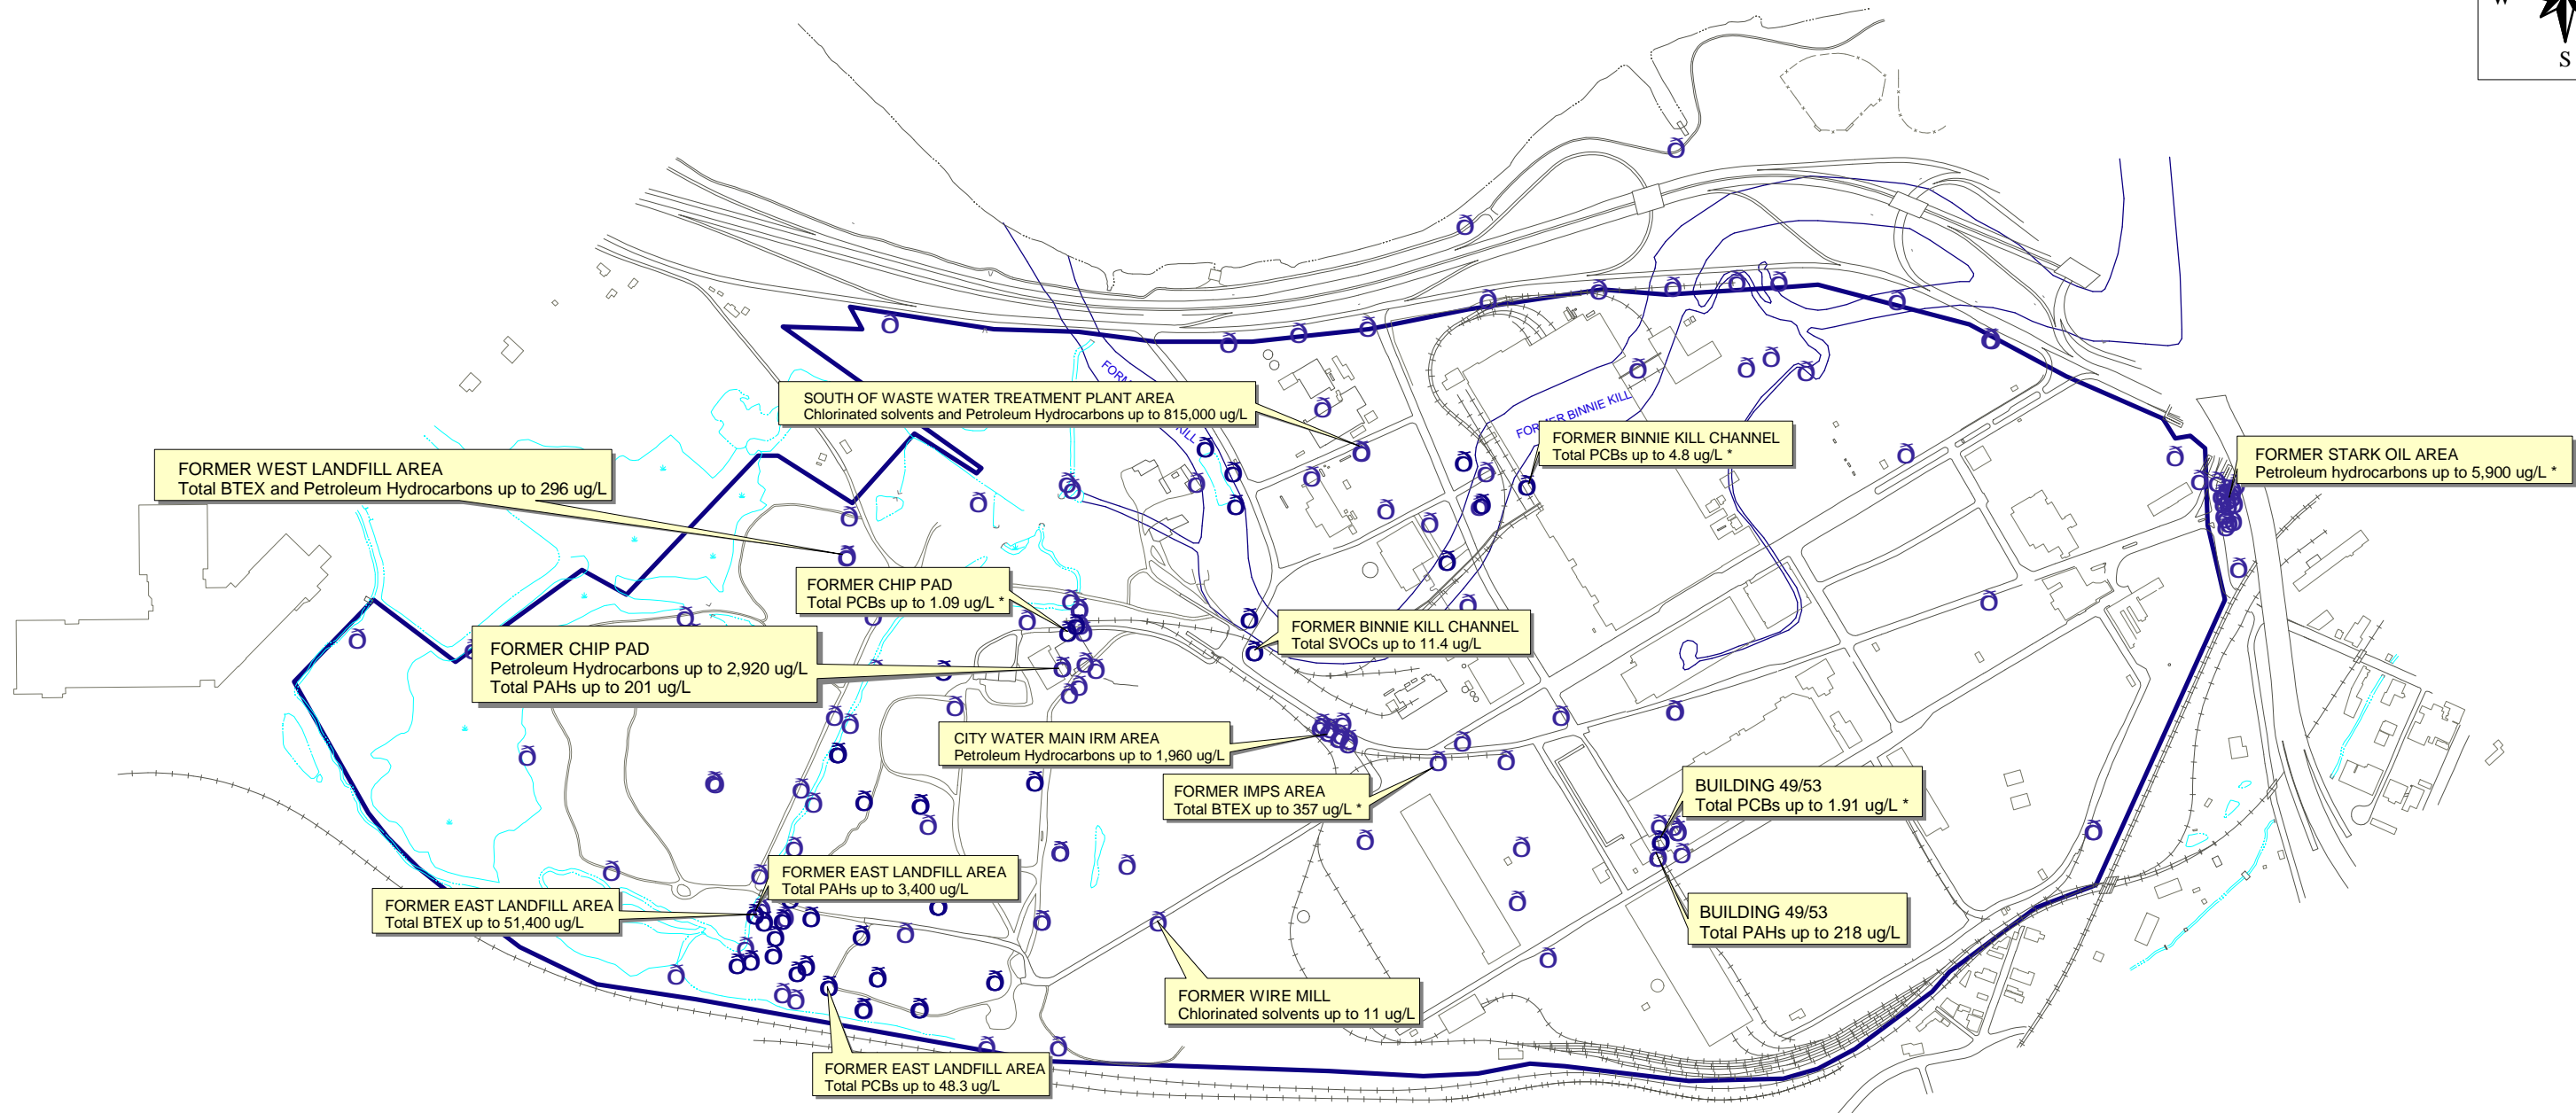 S
SOUTH OF WASTE WATER TREATMENT PLANT AREA
Chlorinated solvents and Petroleum Hydrocarbons up to 815,000 ug/L
FORMER BINNIE KILL
FORMER BINNIE KILL CHANNEL
Total PCBs up to 4.8 ug/L *
FORMER STARK OIL AREA
Petroleum hydrocarbons up to 5,900 ug/L *
FORMER WEST LANDFILL AREA
Total BTEX and Petroleum Hydrocarbons up to 296 ug/L
KILL
FORMER CHIP PAD
Total PCBs up to 1.09 ug/L *
FORMER BINNIE KILL CHANNEL
Total SVOCs up to 11.4 ug/L
FORMER CHIP PAD
Petroleum Hydrocarbons up to 2,920 ug/L
Total PAHs up to 201 ug/L
CITY WATER MAIN IRM AREA
Petroleum Hydrocarbons up to 1,960 ug/L
FORMER IMPS AREA
Total BTEX up to 357 ug/L *
BUILDING 49/53
Total PCBs up to 1.91 ug/L *
FORMER EAST LANDFILL AREA
Total PAHs up to 3,400 ug/L
FORMER EAST LANDFILL AREA
Total BTEX up to 51,400 ug/L
BUILDING 49/53
Total PAHs up to 218 ug/L
FORMER WIRE MILL
Chlorinated solvents up to 11 ug/L
FORMER EAST LANDFILL AREA
Total PCBs up to 48.3 ug/L